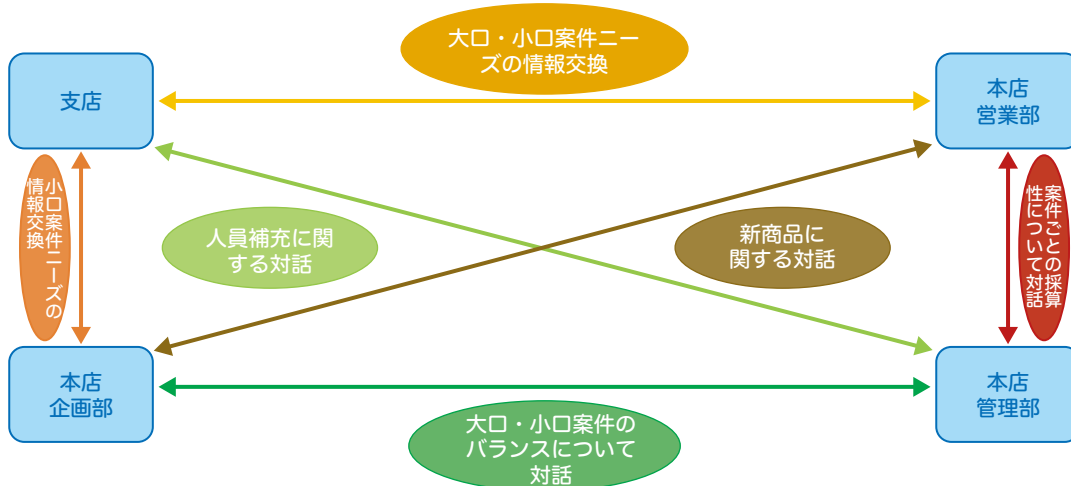 大口・小口案件ニー
ズの情報交換
支店
本店
営業部
小口案件ニーズの
情報交換
人員補充に関
する対話
新商品に
関する対話
案件ごとの採算
性について対話
本店
企画部
本店
管理部
大口・小口案件の
バランスについて
対話